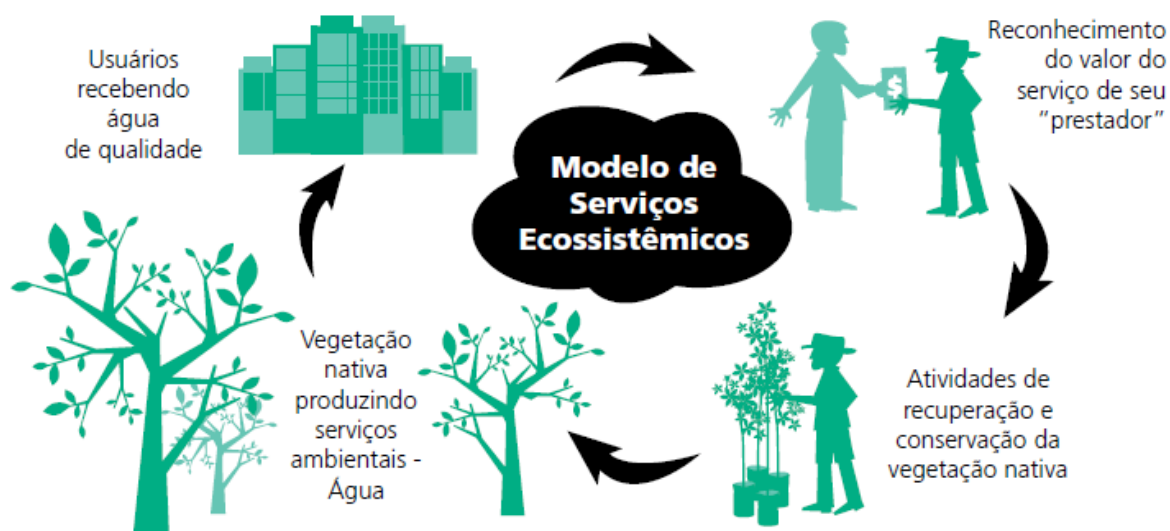 Usuários
recebendo
água
de qualidade
Modelo de
Serviços
Ecossistêmicos
$
Reconhecimento
do valor do
serviço de seu
“prestador”
Atividades de
recuperação e
conservação da
vegetação nativa
Vegetação
nativa
produzindo
serviços
ambientais -
Água